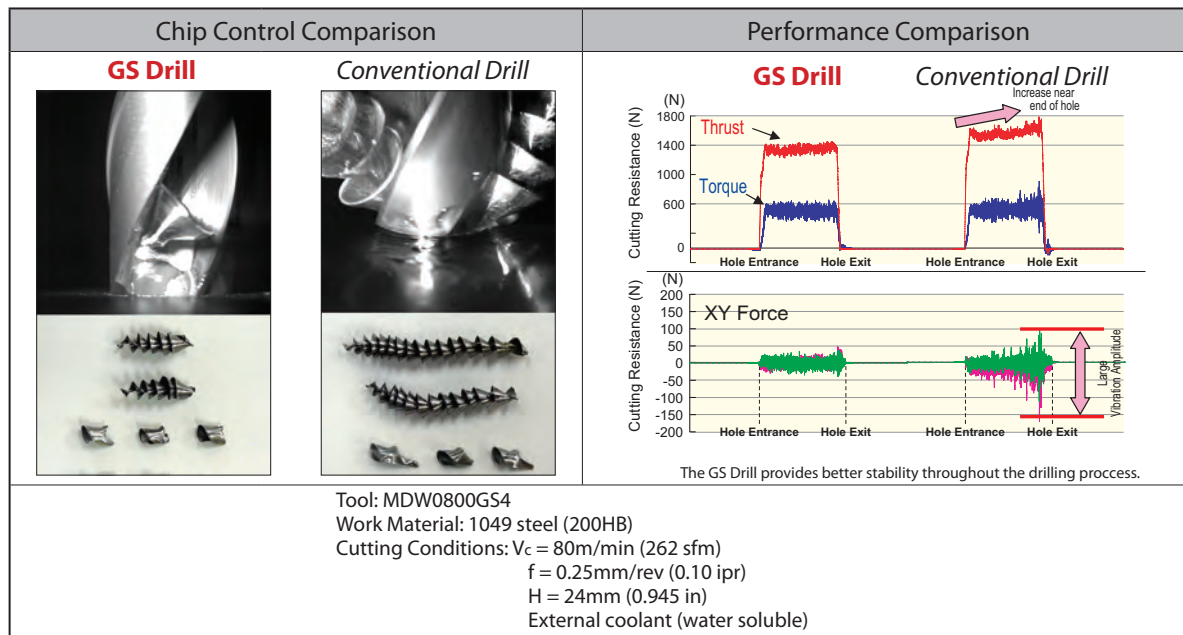 Chip Control Comparison
Performance Comparison
GS Drill
Conventional Drill
GS Drill
Conventional Drill
(N)
Increase near
end of hole
Cutting Resistance (N)
1800
1400
1000
600
0
Thrust
Torque
Hole Entrance
Hole Exit
Hole Entrance
Hole Exit
(N)
Cutting Resistance (N)
200
150
100
50
0
-50
-100
-150
-200
XY Force
Large
Vibration Amplitude
Hole Entrance
Hole Exit
Hole Entrance
Hole Exit
The GS Drill provides better stability throughout the drilling proccess.
Tool: MDW0800GS4
Work Material: 1049 steel (200HB)
Cutting Conditions: Vc = 80m/min (262 sfm)
f = 0.25mm/rev (0.10 ipr)
H = 24mm (0.945 in)
External coolant (water soluble)